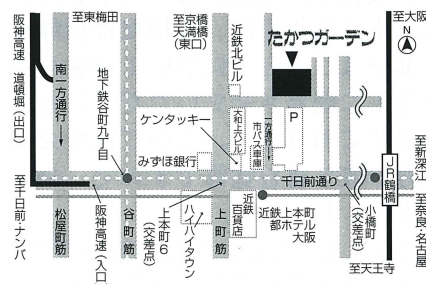 阪神高速 道頓堀(出口)
至東梅田
南一方通行
地下鉄谷町九丁目
至京橋
天満橋
(東口)
近鉄北ビル
たかつガーデン
至大阪
N
ケンタッキー
大和上六ビル
市バス車庫
一方通行
P
みずほ銀行
千日前通り
至新深江
JR鶴橋
至千日前・ナンバ
松屋町筋
阪神高速(入口)
谷町筋
上本町6
(交差点)
ハイハイタウン
上町筋
近鉄
百貨店
近鉄
都
上本町
ホテル
大阪
小橋町
(交差点)
至奈良・名古屋
至天王寺